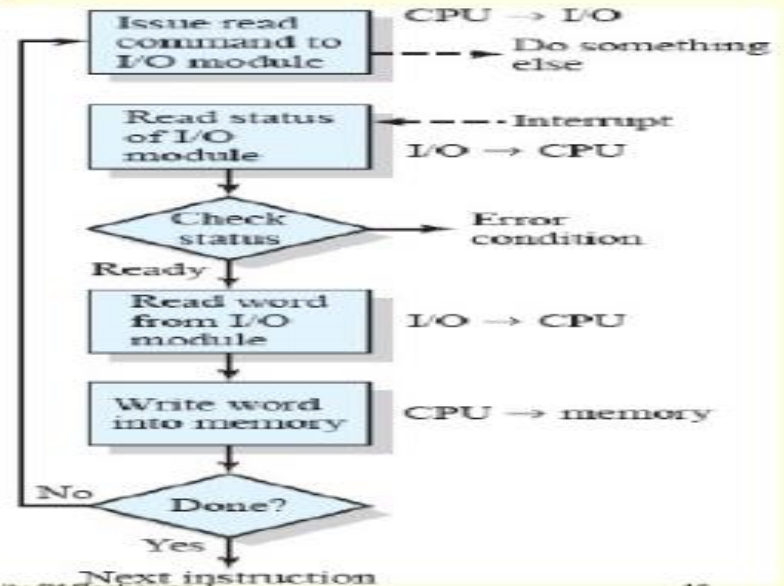 Issue read
command to
I/O module
CPU → I/O
Do something
else
Read status
of I/O
module
Interrupt
I/O → CPU
Check
status
Error
condition
Ready
Read word
from I/O
module
I/O → CPU
Write word
into memory
CPU → memory
No
Done?
Yes
Next instruction